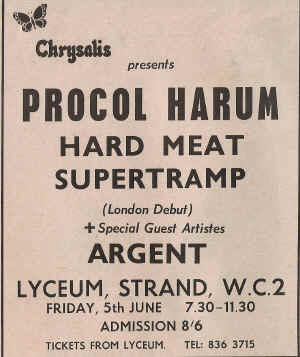 Chrysalis
presents
PROCOL HARUM
HARD MEAT
SUPERTRAMP
(London Debut)
+ Special Guest Artistes
ARGENT
LYCEUM, STRAND, W.C.2
FRIDAY, 5th JUNE 7.30-11.30
ADMISSION 8/6
TICKETS FROM LYCEUM. TEL: 836 3715